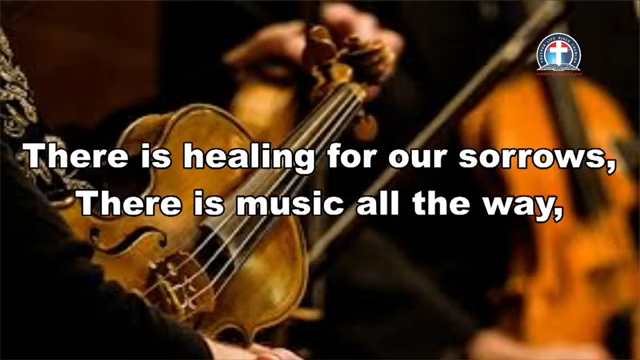 There is healing for our sorrows,
There is music all the way,